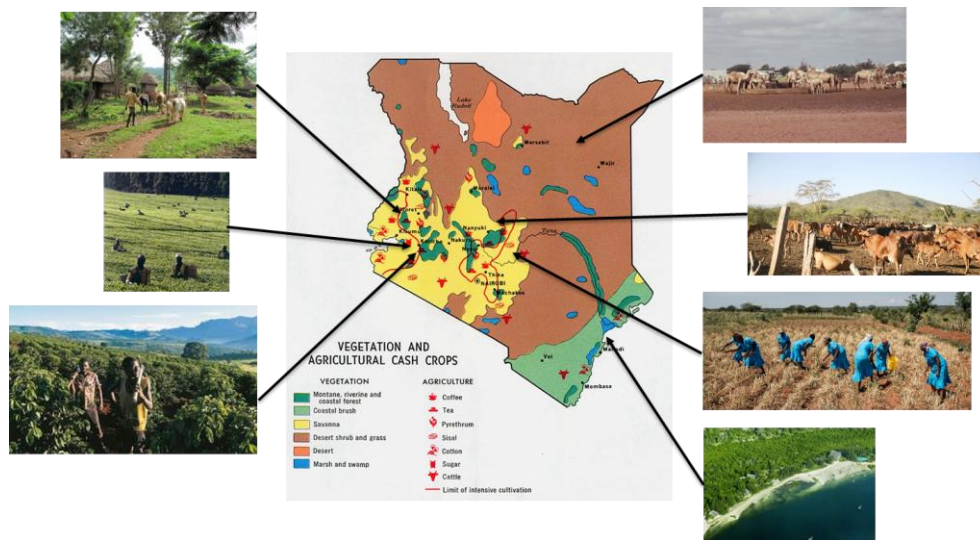 Lake
Rudolf
Marsabit
Wajir
Kitale
Maralal
Kisumu
Nanyuki
Nakuru
Tana
Thika
NAIROBI
Machakos
Voi
Malindi
Mombasa
VEGETATION AND
AGRICULTURAL CASH CROPS
VEGETATION
Montane, riverine and
coastal forest
Coastal brush
Savanna
Desert shrub and grass
Desert
Marsh and swamp
AGRICULTURE
Coffee
Tea
Pyrethrum
Sisal
Cotton
Sugar
Cattle
Limit of intensive cultivation